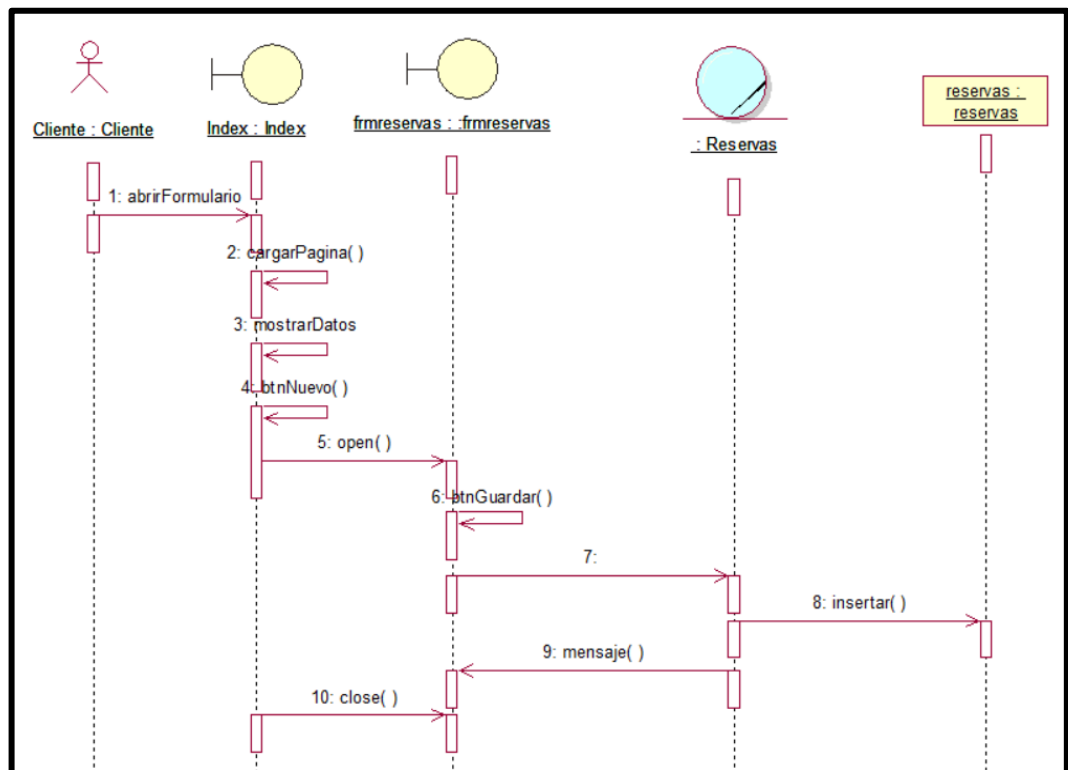 Cliente : Cliente
Index : Index
frmreservas : :frmreservas
: Reservas
reservas :
reservas
1: abrirFormulario
2: cargarPagina( )
3: mostrarDatos
4: btnNuevo( )
5: open( )
6: btnGuardar( )
7:
8: insertar( )
9: mensaje( )
10: close( )